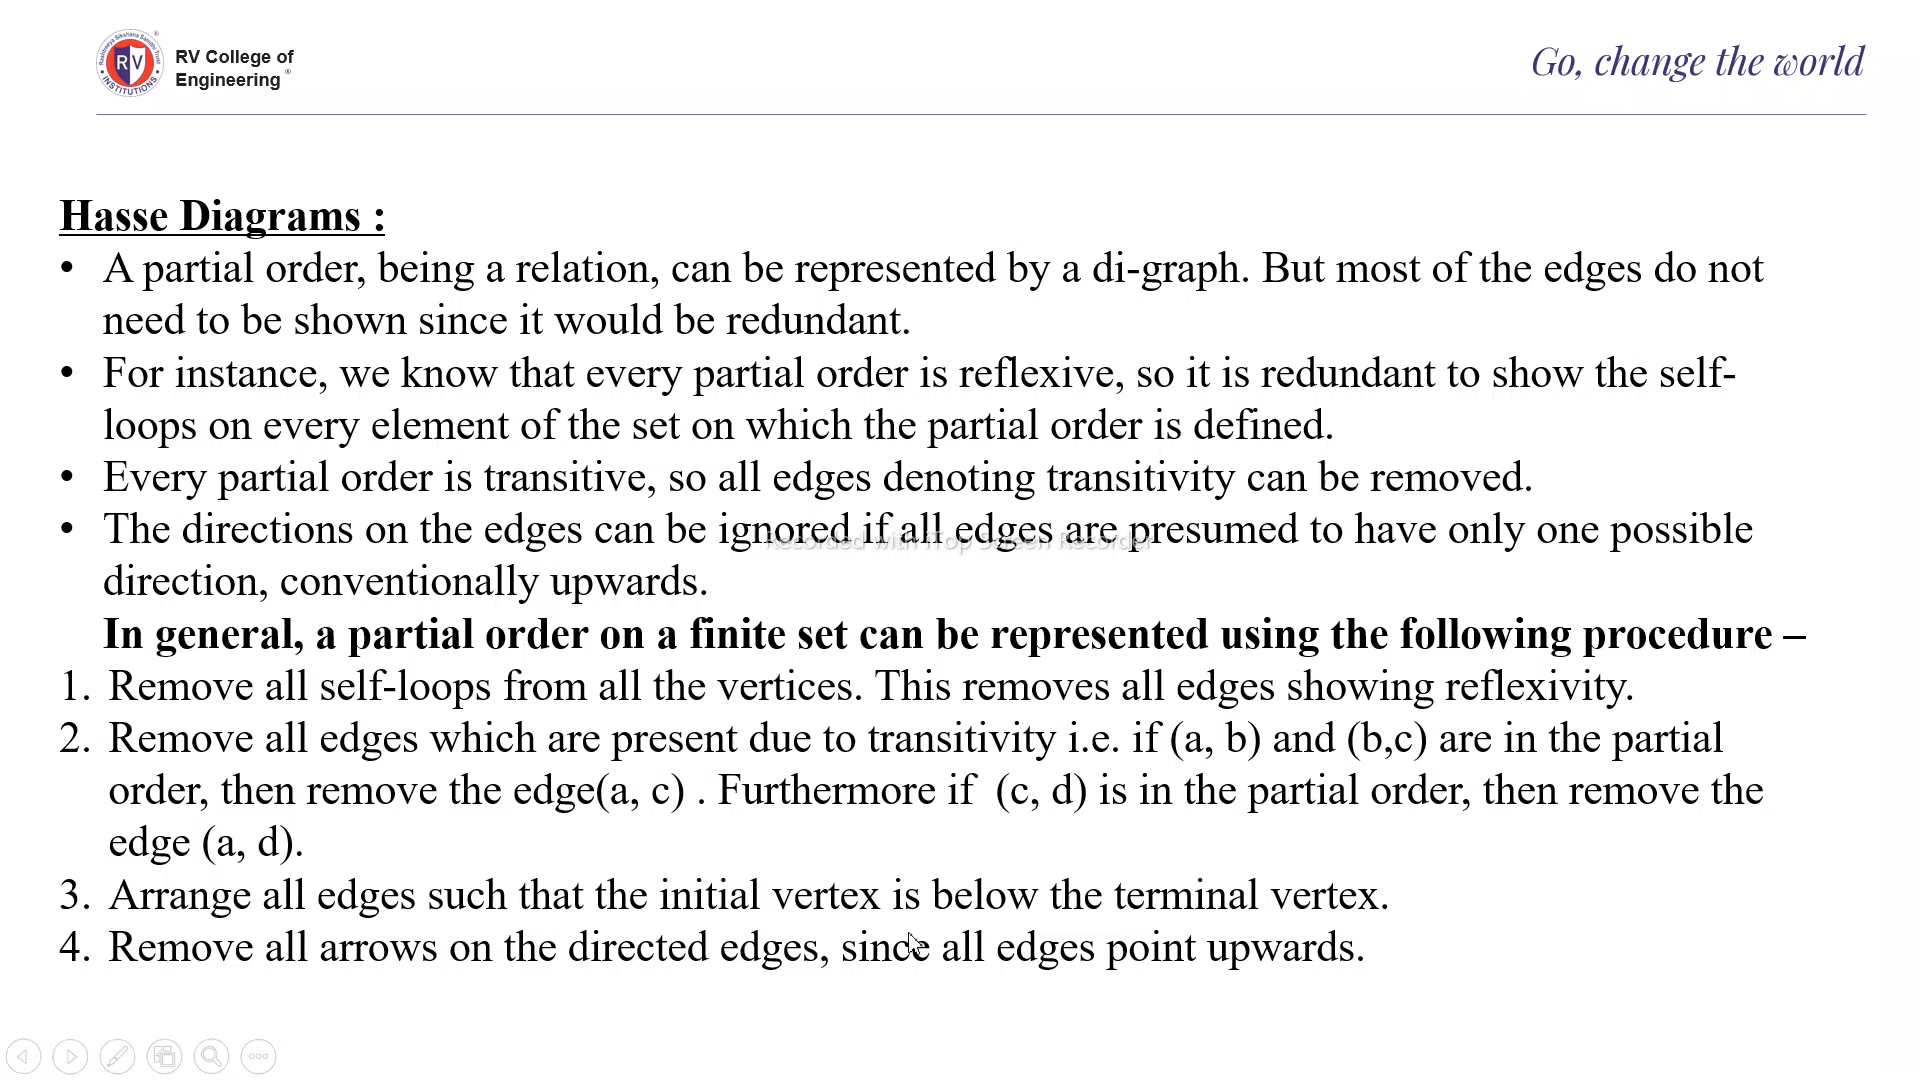 RV College of
Engineering ®
Go, change the world
Hasse Diagrams :
• A partial order, being a relation, can be represented by a di-graph. But most of the edges do not
need to be shown since it would be redundant.
• For instance, we know that every partial order is reflexive, so it is redundant to show the self-
loops on every element of the set on which the partial order is defined.
• Every partial order is transitive, so all edges denoting transitivity can be removed.
• The directions on the edges can be ignored if all edges are presumed to have only one possible
Recorded with iTop Screen Recorder
direction, conventionally upwards.
In general, a partial order on a finite set can be represented using the following procedure –
1. Remove all self-loops from all the vertices. This removes all edges showing reflexivity.
2. Remove all edges which are present due to transitivity i.e. if (a, b) and (b,c) are in the partial
order, then remove the edge(a, c) . Furthermore if  (c, d) is in the partial order, then remove the
edge (a, d).
3. Arrange all edges such that the initial vertex is below the terminal vertex.
4. Remove all arrows on the directed edges, since all edges point upwards.
RV
INSTITUTIONS